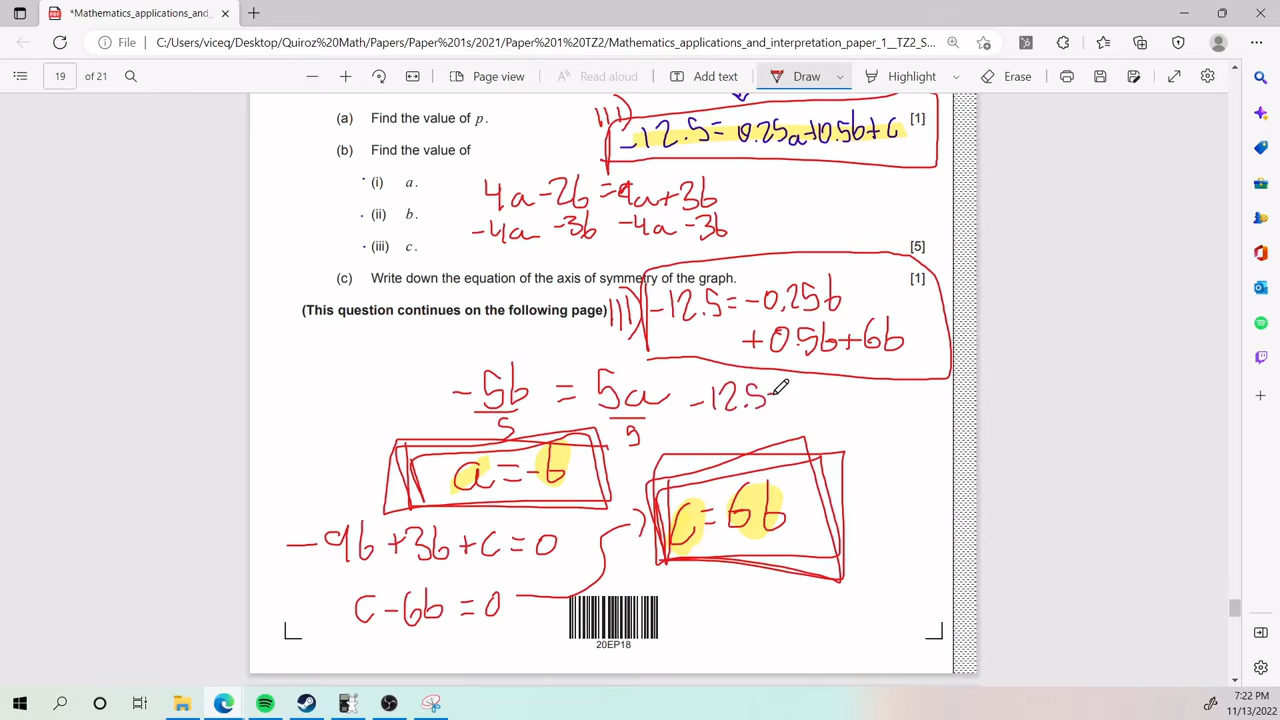 *Mathematics_applications_and_
File C:/Users/viceq/Desktop/Quiroz%20Math/Papers/Paper%201s/2021/Paper%201%20TZ2/Mathematics_applications_and_interpretation_paper_1__TZ2_S...
19 of 21 Page view Read aloud Add text Draw Highlight Erase
(a) Find the value of p. [1]
III) -12.5 = 0.25a+0.5b+c
(b) Find the value of
(i) a.
4a - 2b = 9a + 3b
(ii) b.
-4a -3b -4a -3b
(iii) c. [5]
(c) Write down the equation of the axis of symmetry of the graph. [1]
(This question continues on the following page)
III) -12.5 = -0.25b
+0.5b+6b
-5b = 5a
5 5
-12.5
a = -b
c = 6b
-9b + 3b + c = 0
c - 6b = 0
20EP18
7:22 PM
11/13/2022